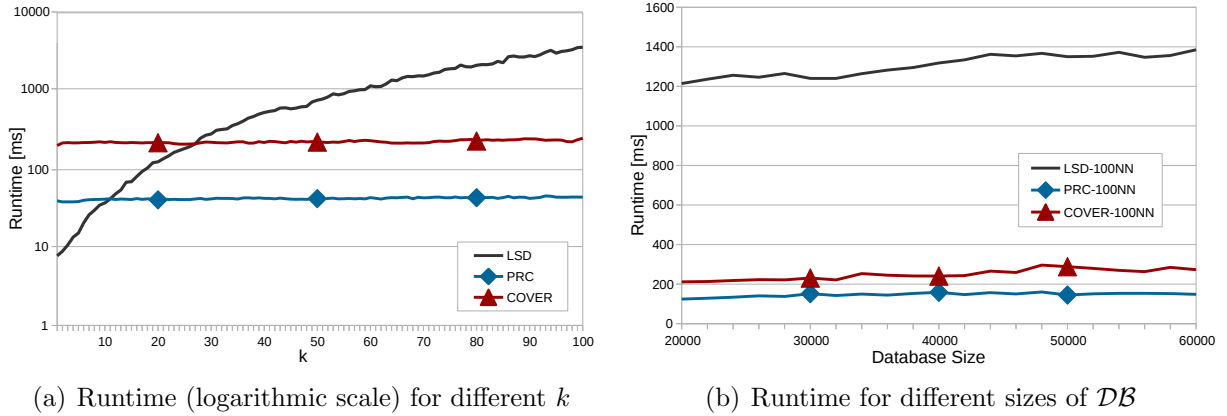 10000
1000
100
10
1
Runtime [ms]
10 20 30 40 50 60 70 80 90 100
k
LSD
PRC
COVER
(a) Runtime (logarithmic scale) for different k
1600
1400
1200
1000
800
600
400
200
0
Runtime [ms]
20000 30000 40000 50000 60000
Database Size
LSD-100NN
PRC-100NN
COVER-100NN
(b) Runtime for different sizes of DB